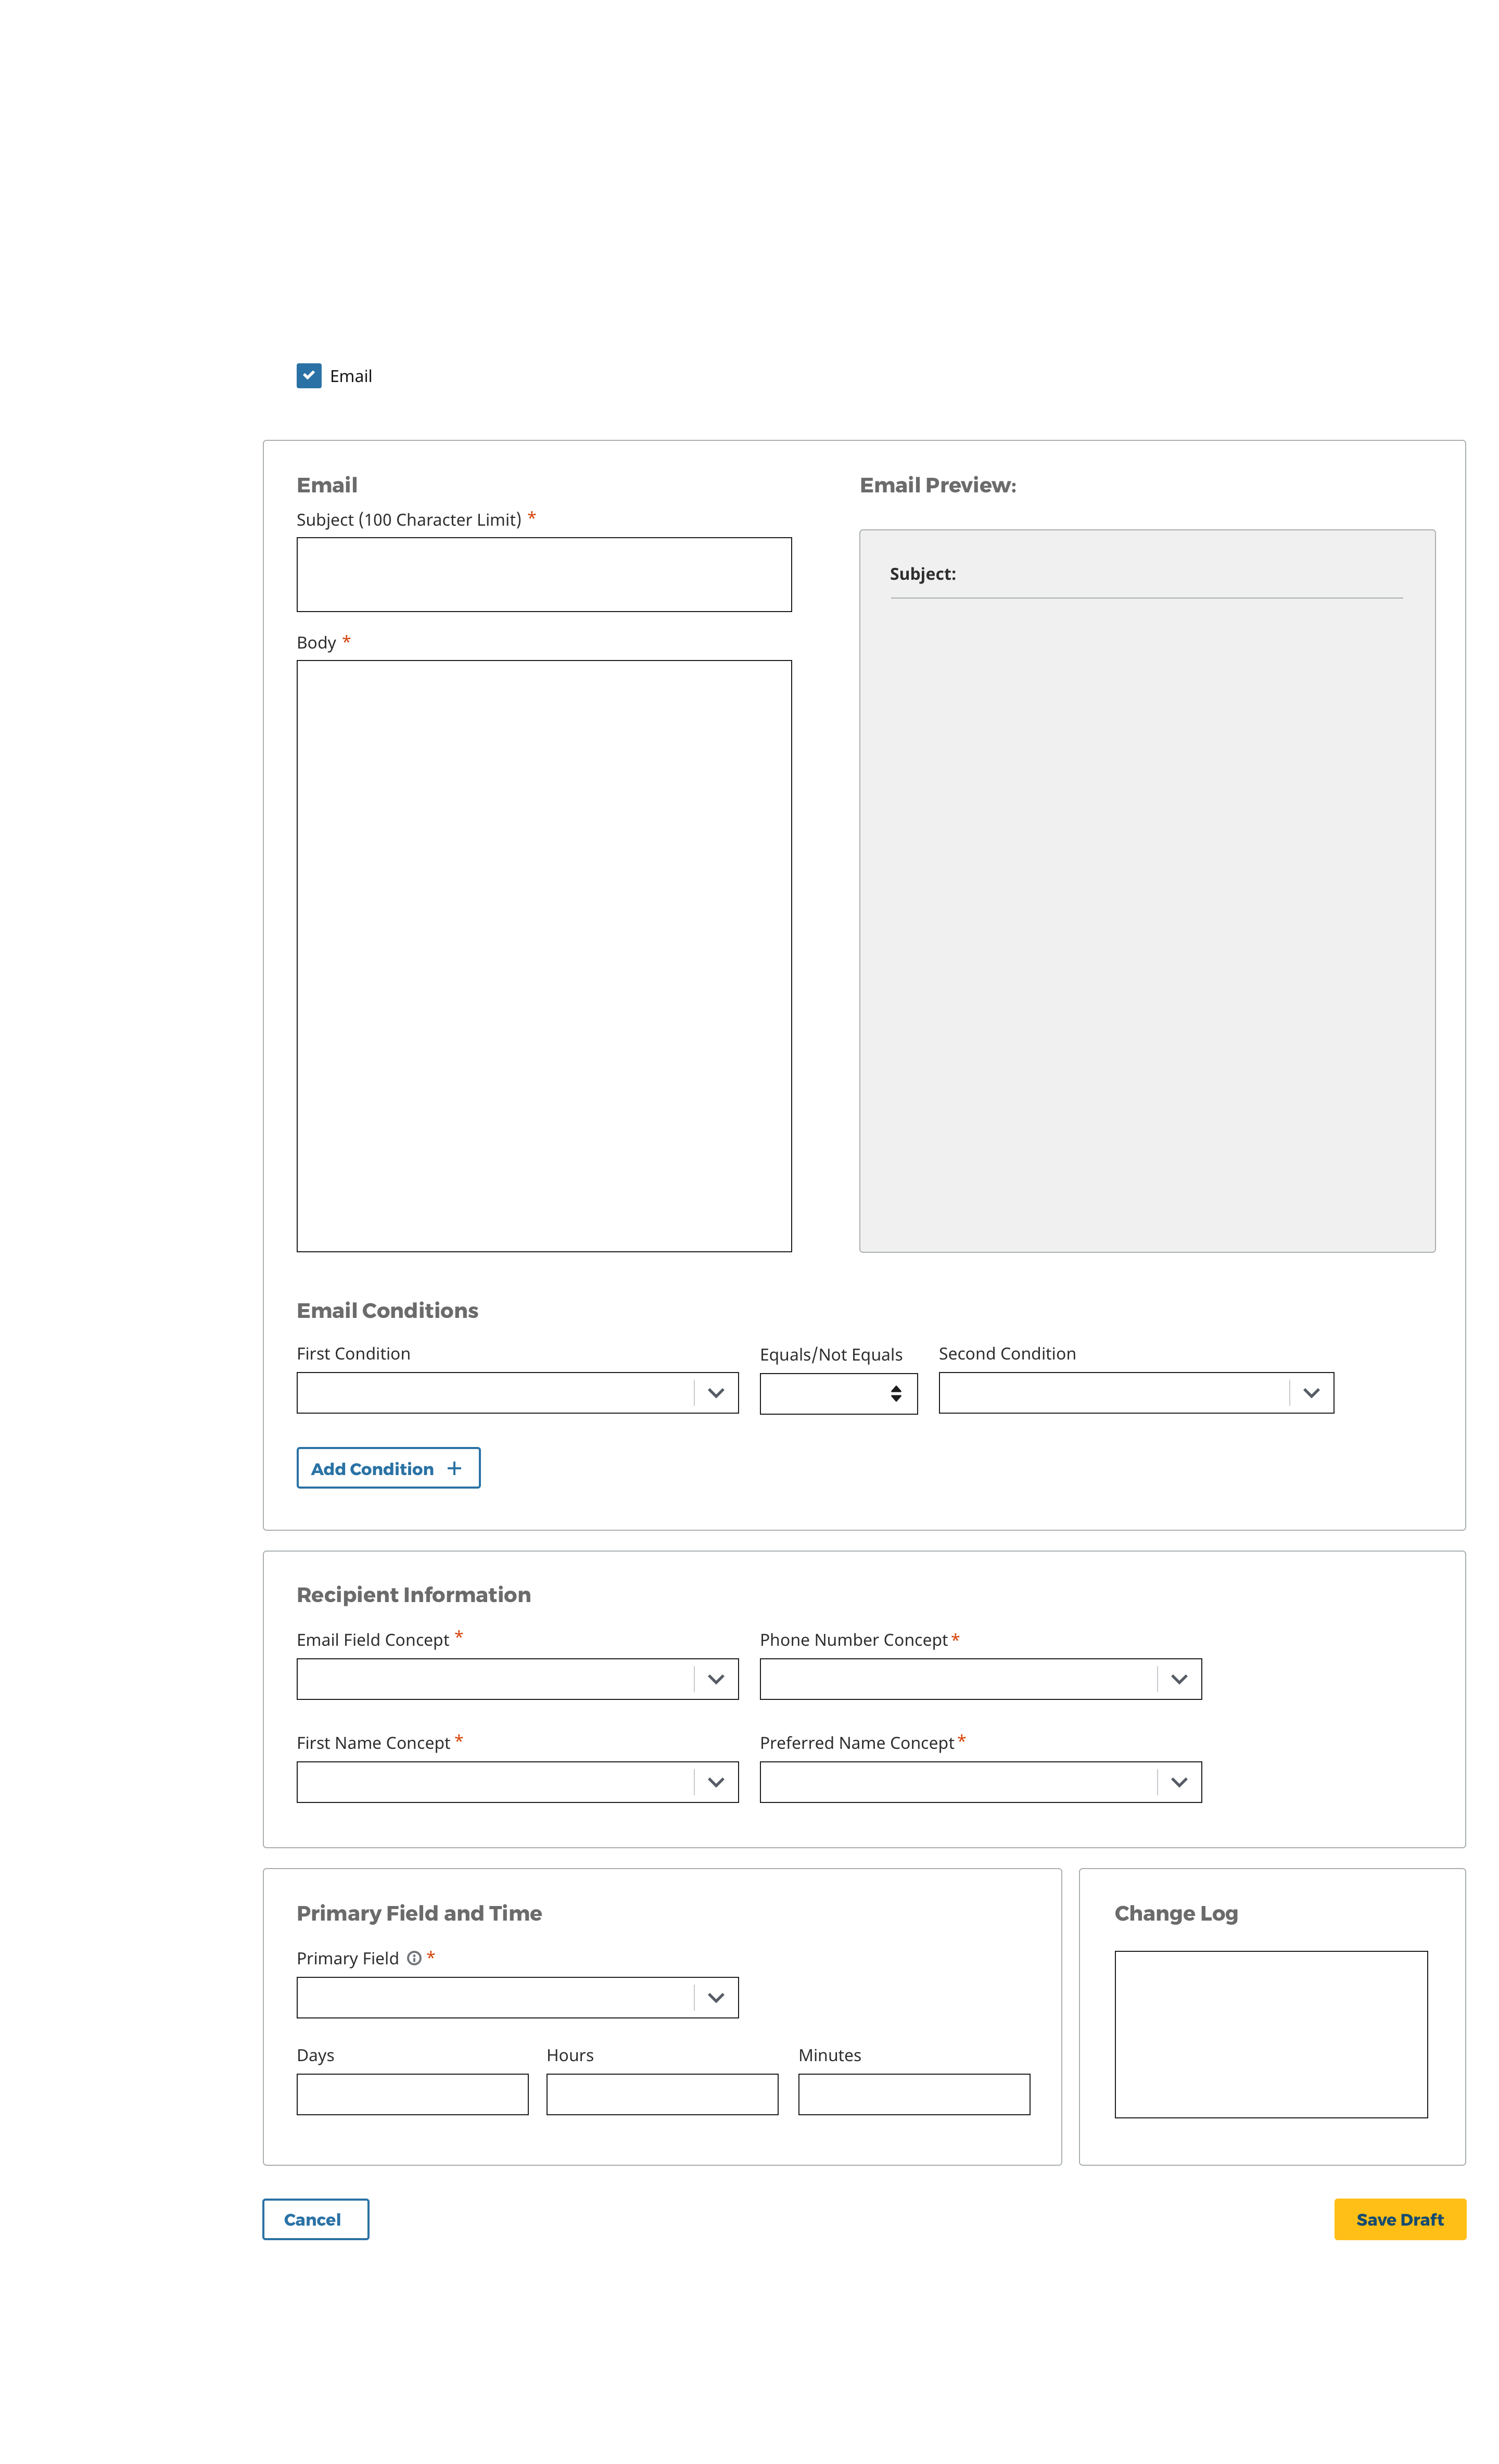 Email
Email
Subject (100 Character Limit) *
Body *
Email Preview:
Subject:
Email Conditions
First Condition
Equals/Not Equals
Second Condition
Add Condition +
Recipient Information
Email Field Concept *
Phone Number Concept *
First Name Concept *
Preferred Name Concept *
Primary Field and Time
Primary Field *
Days
Hours
Minutes
Change Log
Cancel
Save Draft